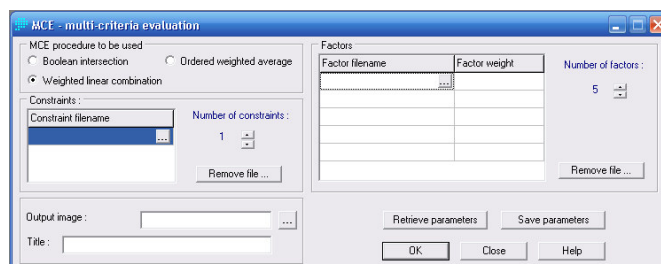 MCE - multi-criteria evaluation
MCE procedure to be used
Boolean intersection
Ordered weighted average
Weighted linear combination
Constraints :
Constraint filename
...
Number of constraints :
1
Remove file ...
Output image :
...
Title :
Factors
Factor filename
Factor weight
...
Number of factors :
5
Remove file ...
Retrieve parameters
Save parameters
OK
Close
Help